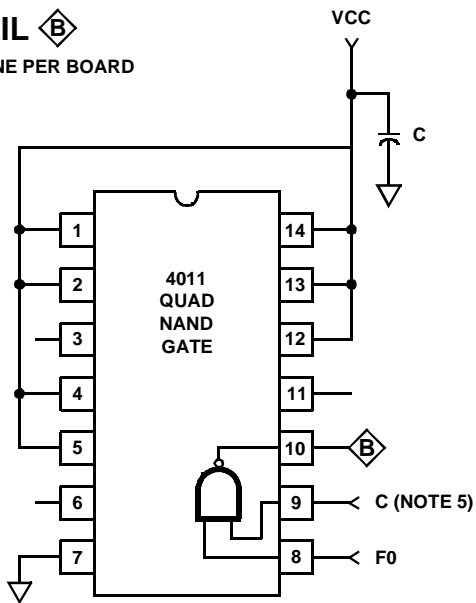 IL B
NE PER BOARD
VCC
C
1
2
3
4
5
6
7
4011
QUAD
NAND
GATE
14
13
12
11
10
9
8
B
C (NOTE 5)
F0